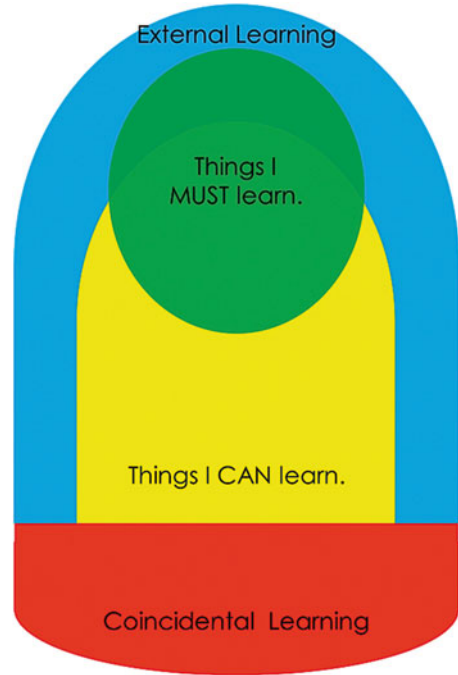 External Learning
Things I
MUST learn.
Things I CAN learn.
Coincidental Learning